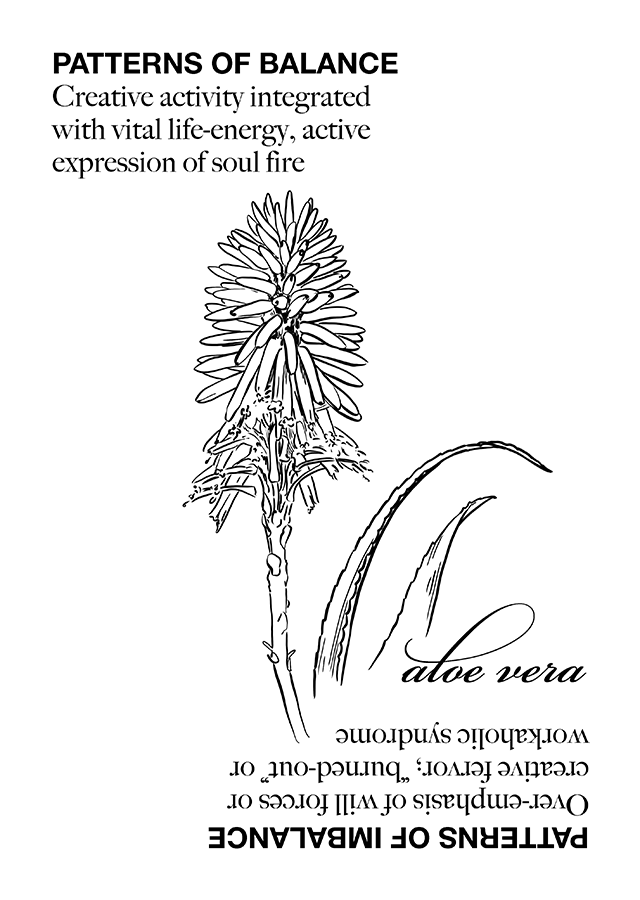 PATTERNS OF BALANCE
Creative activity integrated
with vital life-energy, active
expression of soul fire
aloe vera
PATTERNS OF IMBALANCE
Over-emphasis of will forces or
creative fervor; "burned-out" or
workaholic syndrome